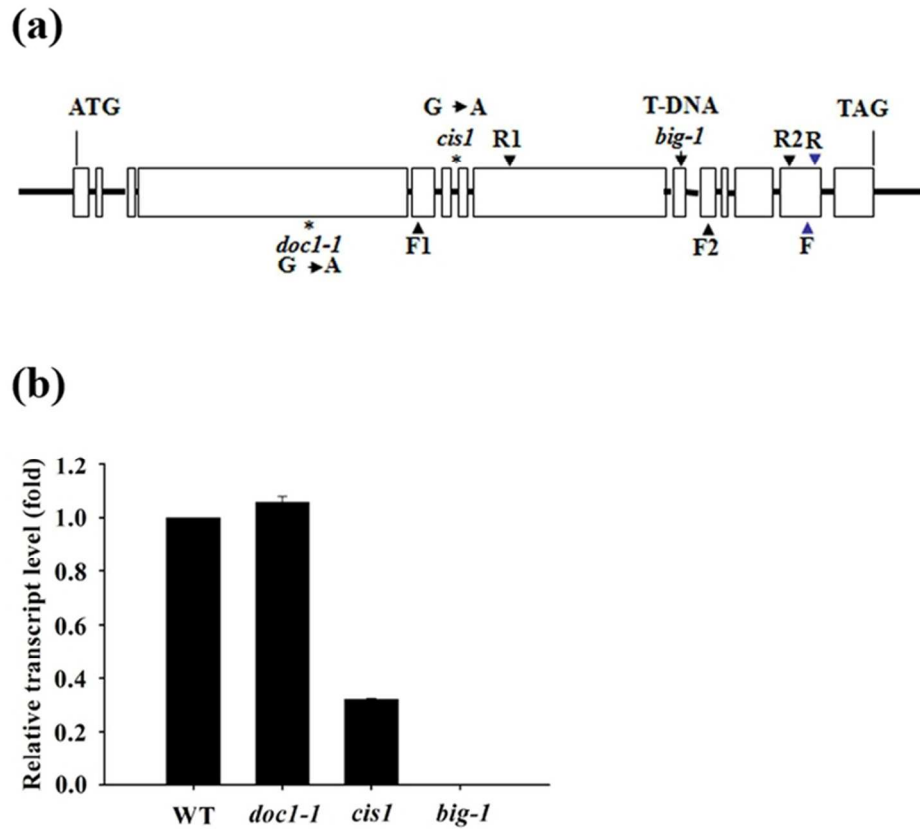 (a)
ATG
G → A
T-DNA
TAG
cis1
R1
big-1
R2 R
*
*
doc1-1
F1
F2
F
G → A
(b)
Relative transcript level (fold)
1.2
1.0
0.8
0.6
0.4
0.2
0.0
WT doc1-1 cis1 big-1